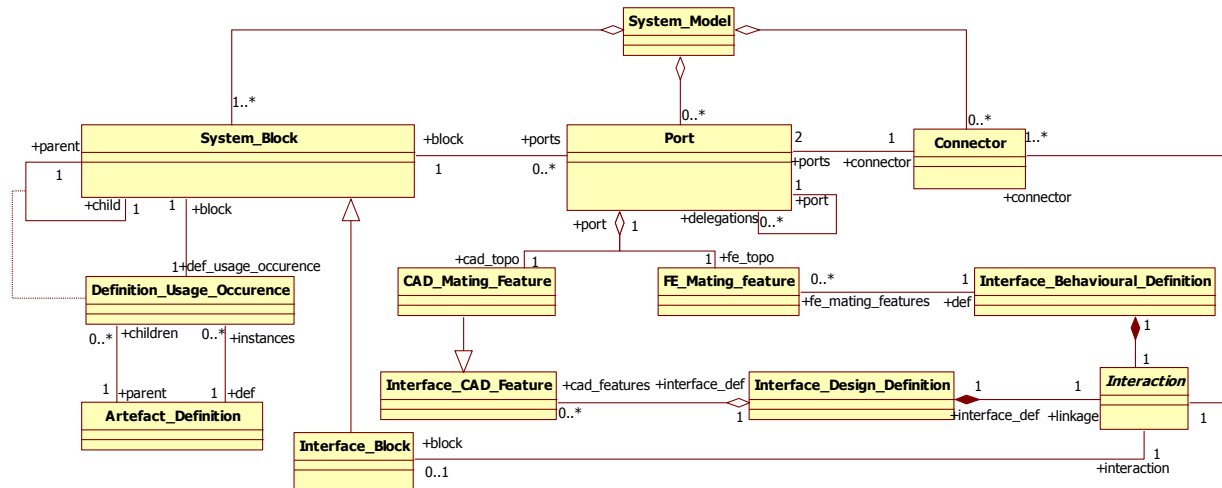 System_Model
1..*
0..*
0..*
System_Block
Port
Connector
+parent
1
+block
1
+ports
0..*
2
+ports
1
+connector
1..*
+connector
+child
1
1
+block
1
+port
+delegations
0..*
+port
1
1
+def_usage_occurence
Definition_Usage_Occurence
+cad_topo
1
1
+fe_topo
CAD_Mating_Feature
FE_Mating_feature
0..*
+fe_mating_features
1
+def
Interface_Behavioural_Definition
0..*
+children
0..*
+instances
1
1
1
+parent
1
+def
Artefact_Definition
Interface_CAD_Feature
+cad_features
0..*
+interface_def
1
Interface_Design_Definition
1
+interface_def
1
+linkage
Interaction
1
Interface_Block
+block
0..1
1
+interaction